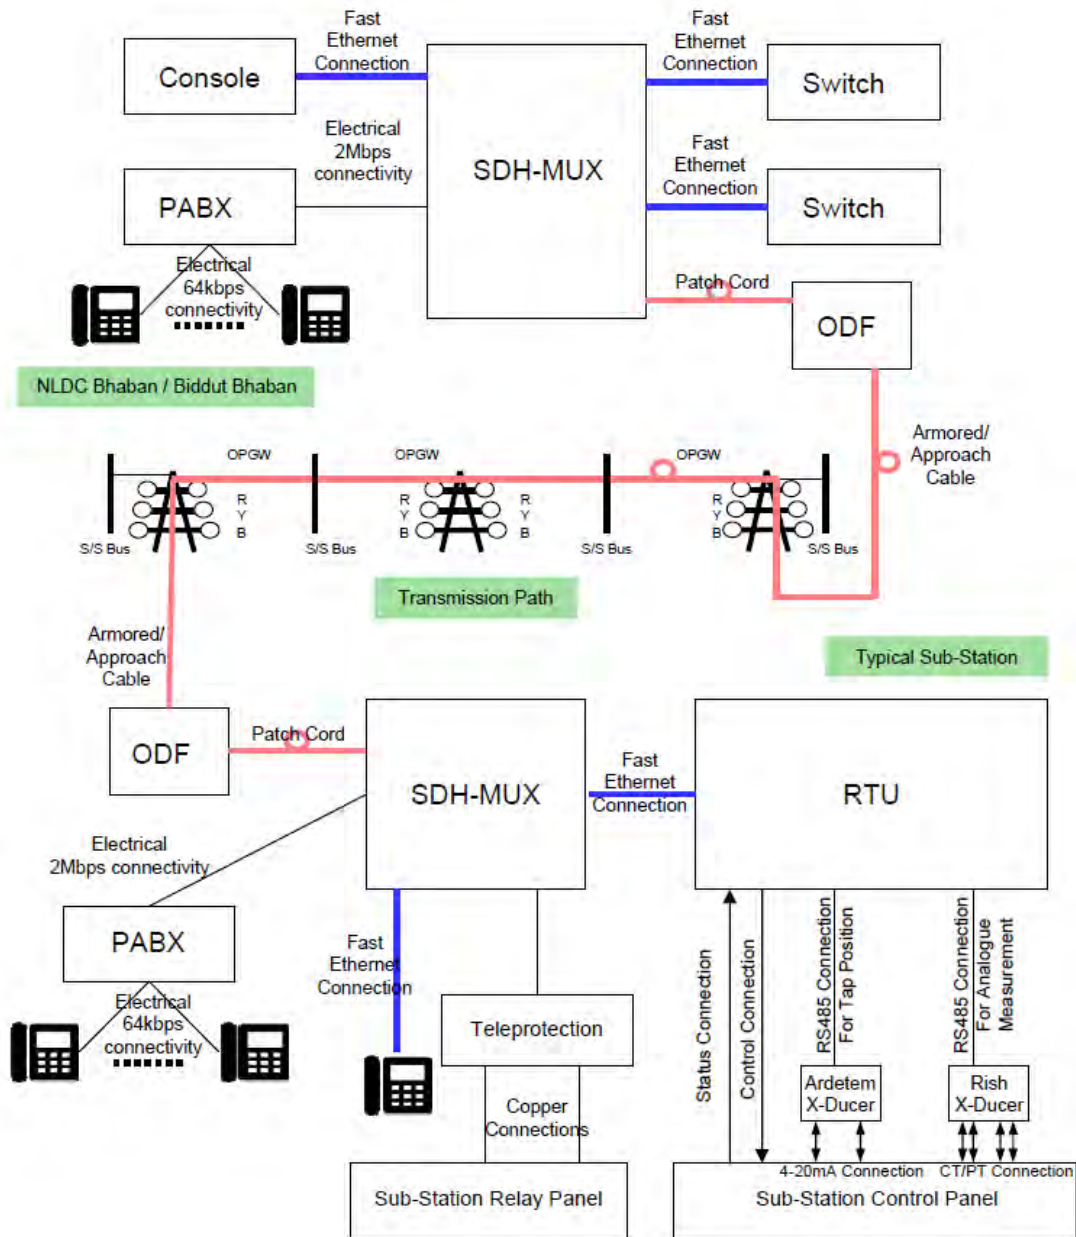 Fast
Ethernet
Connection
Fast
Ethernet
Connection
Console
SDH-MUX
Switch
Electrical
2Mbps
connectivity
Fast
Ethernet
Connection
PABX
Switch
Electrical
64kbps
connectivity
Patch Cord
ODF
NLDC Bhaban / Biddut Bhaban
Armored/
Approach
Cable
OPGW
OPGW
OPGW
R
Y
B
R
Y
B
R
Y
B
R
Y
B
S/S Bus
S/S Bus
S/S Bus
S/S Bus
Transmission Path
Armored/
Approach
Cable
Typical Sub-Station
ODF
Patch Cord
SDH-MUX
Fast
Ethernet
Connection
RTU
Electrical
2Mbps connectivity
PABX
Electrical
64kbps
connectivity
Fast
Ethernet
Connection
Teleprotection
Copper
Connections
Sub-Station Relay Panel
Status Connection
Control Connection
RS485 Connection
For Tap Position
RS485 Connection
For Analogue
Measurement
Ardetem
X-Ducer
Rish
X-Ducer
4-20mA Connection
CT/PT Connection
Sub-Station Control Panel